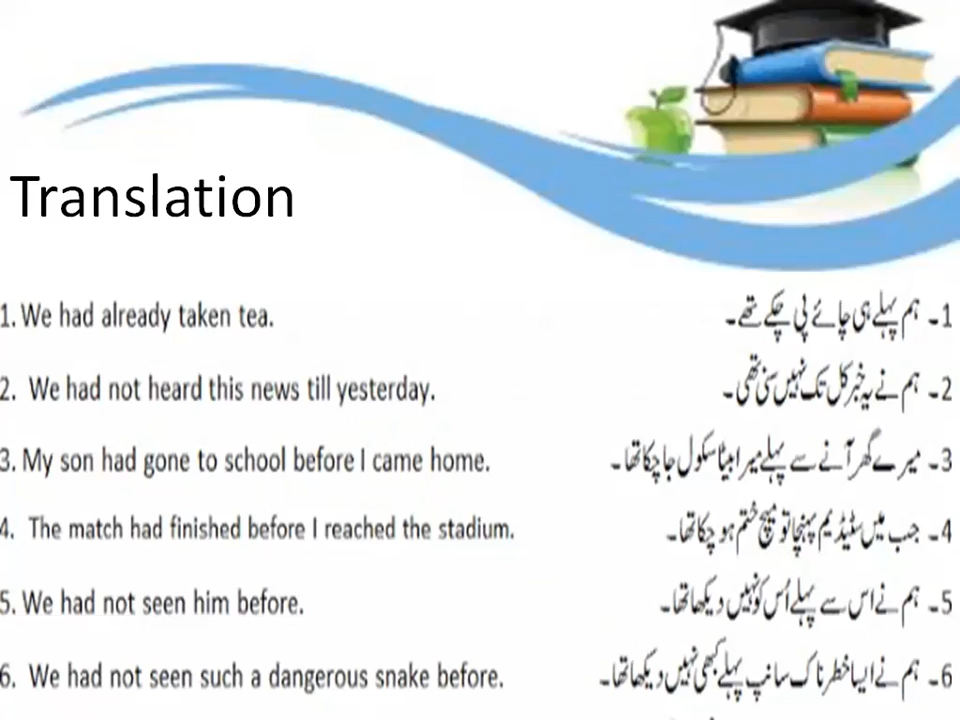 Translation
1. We had already taken tea. 1۔ ہم پہلے ہی چائے پی چکے تھے۔
2. We had not heard this news till yesterday. 2۔ ہم نے یہ خبر کل تک نہیں سنی تھی۔
3. My son had gone to school before I came home. 3۔ میرے گھر آنے سے پہلے میرا بیٹا سکول جا چکا تھا۔
4. The match had finished before I reached the stadium. 4۔ جب میں سٹیڈیم پہنچا تو میچ ختم ہو چکا تھا۔
5. We had not seen him before. 5۔ ہم نے اس سے پہلے اُس کو نہیں دیکھا تھا۔
6. We had not seen such a dangerous snake before. 6۔ ہم نے ایسا خطرناک سانپ پہلے کبھی نہیں دیکھا تھا۔